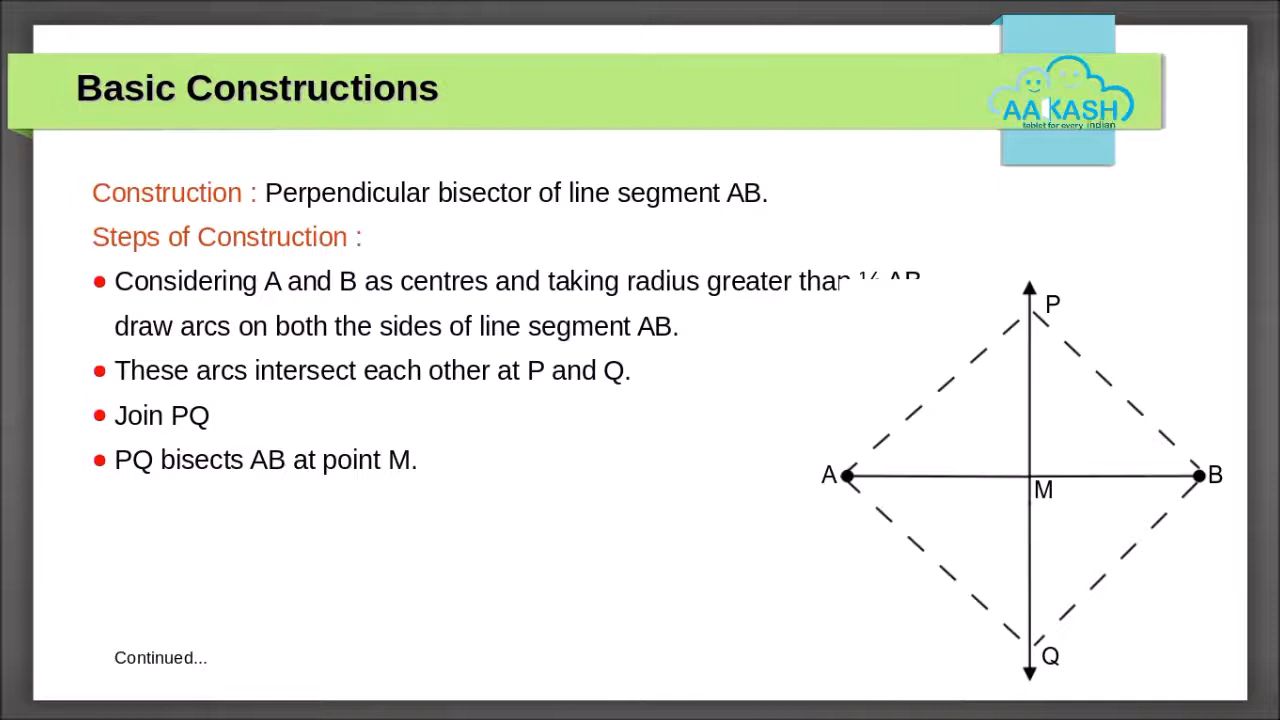 Basic Constructions
AAKASH
tablet for every indian
Construction : Perpendicular bisector of line segment AB.
Steps of Construction :
• Considering A and B as centres and taking radius greater than ½ AB
draw arcs on both the sides of line segment AB.
• These arcs intersect each other at P and Q.
• Join PQ
• PQ bisects AB at point M.
P
A
M
B
Q
Continued...